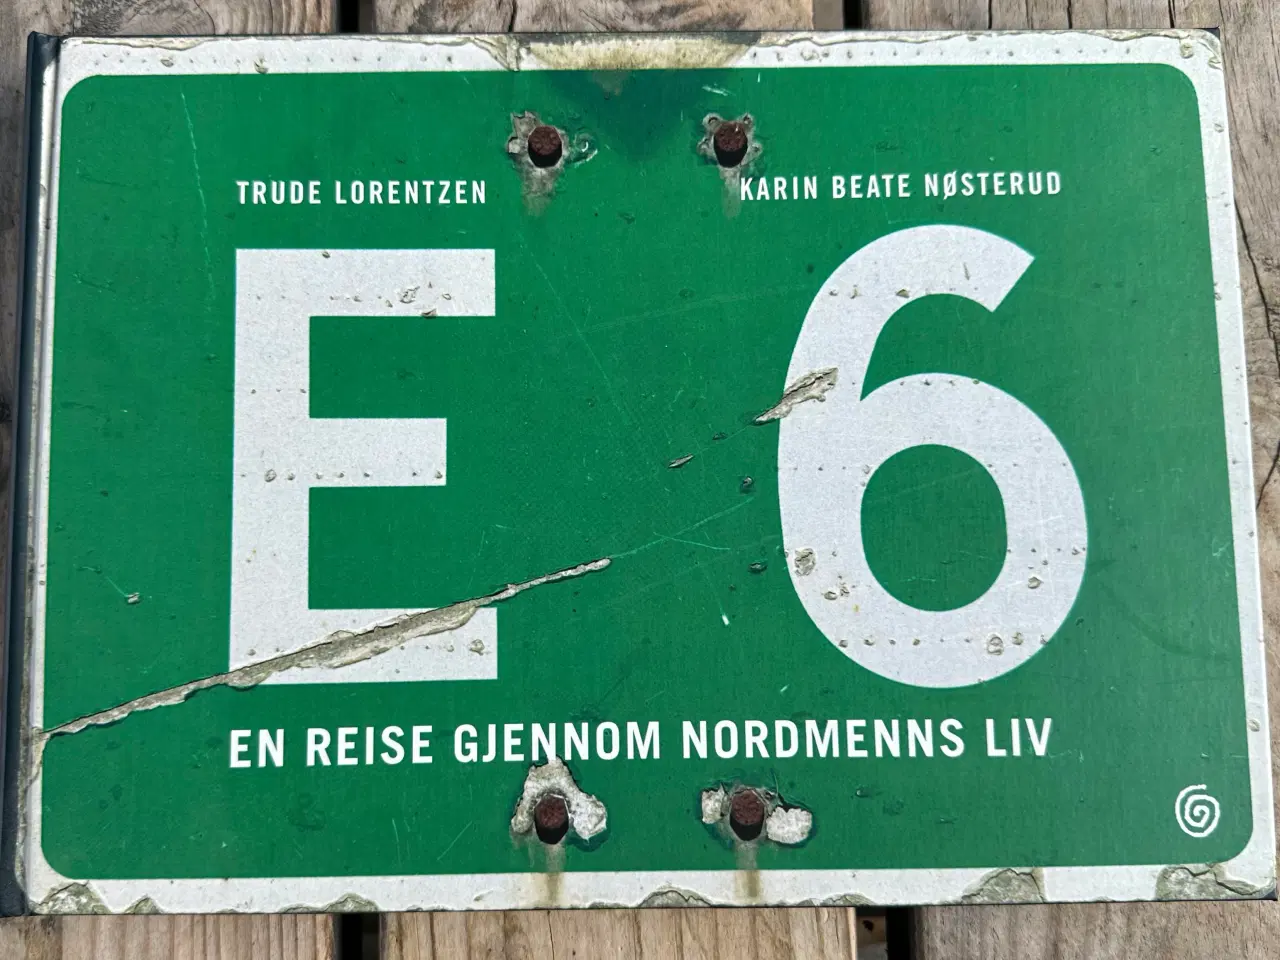 TRUDE LORENTZEN
KARIN BEATE NØSTERUD
E 6
EN REISE GJENNOM NORDMENNS LIV